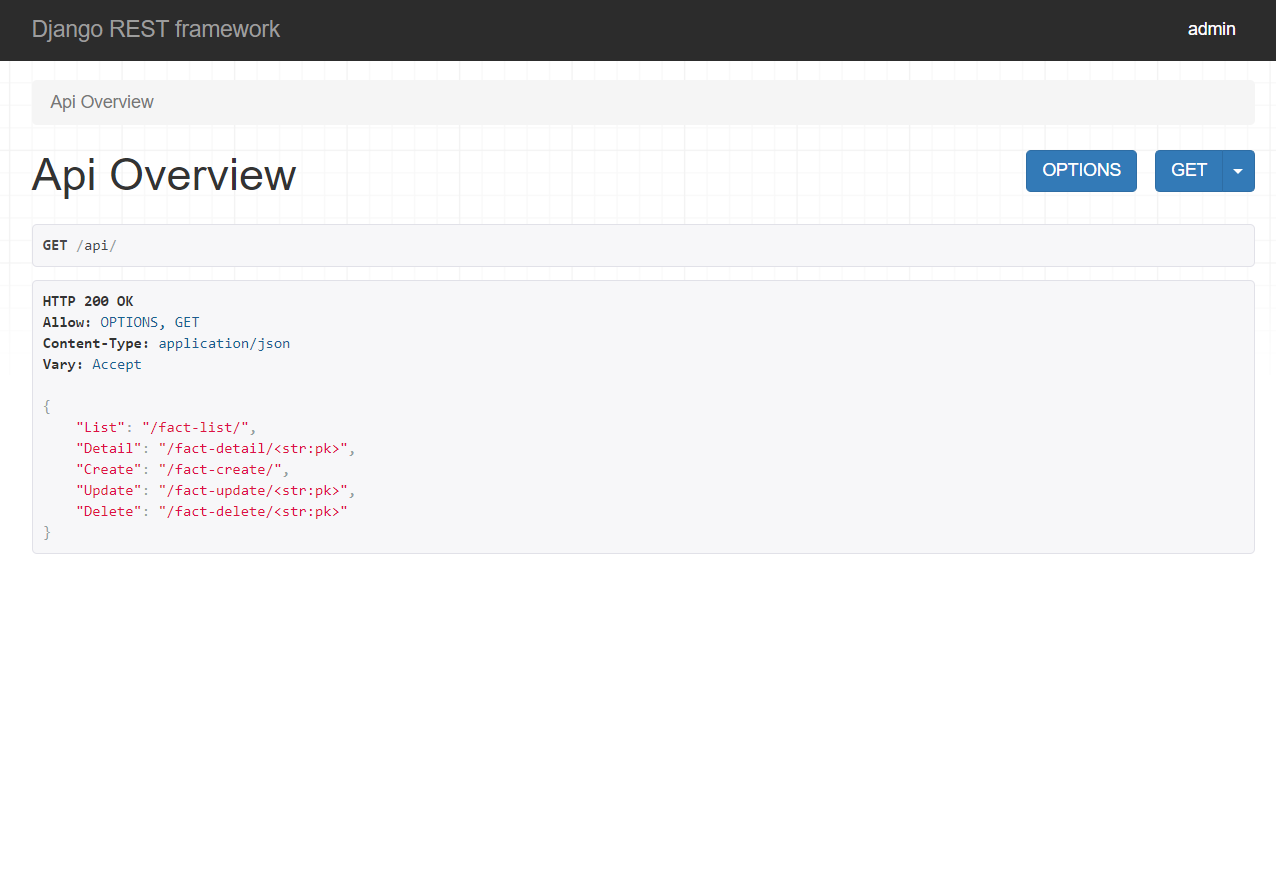 Django REST framework
admin
Api Overview
Api Overview
OPTIONS
GET
GET /api/
HTTP 200 OK
Allow: OPTIONS, GET
Content-Type: application/json
Vary: Accept
{
    "List": "/fact-list/",
    "Detail": "/fact-detail/<str:pk>",
    "Create": "/fact-create/",
    "Update": "/fact-update/<str:pk>",
    "Delete": "/fact-delete/<str:pk>"
}